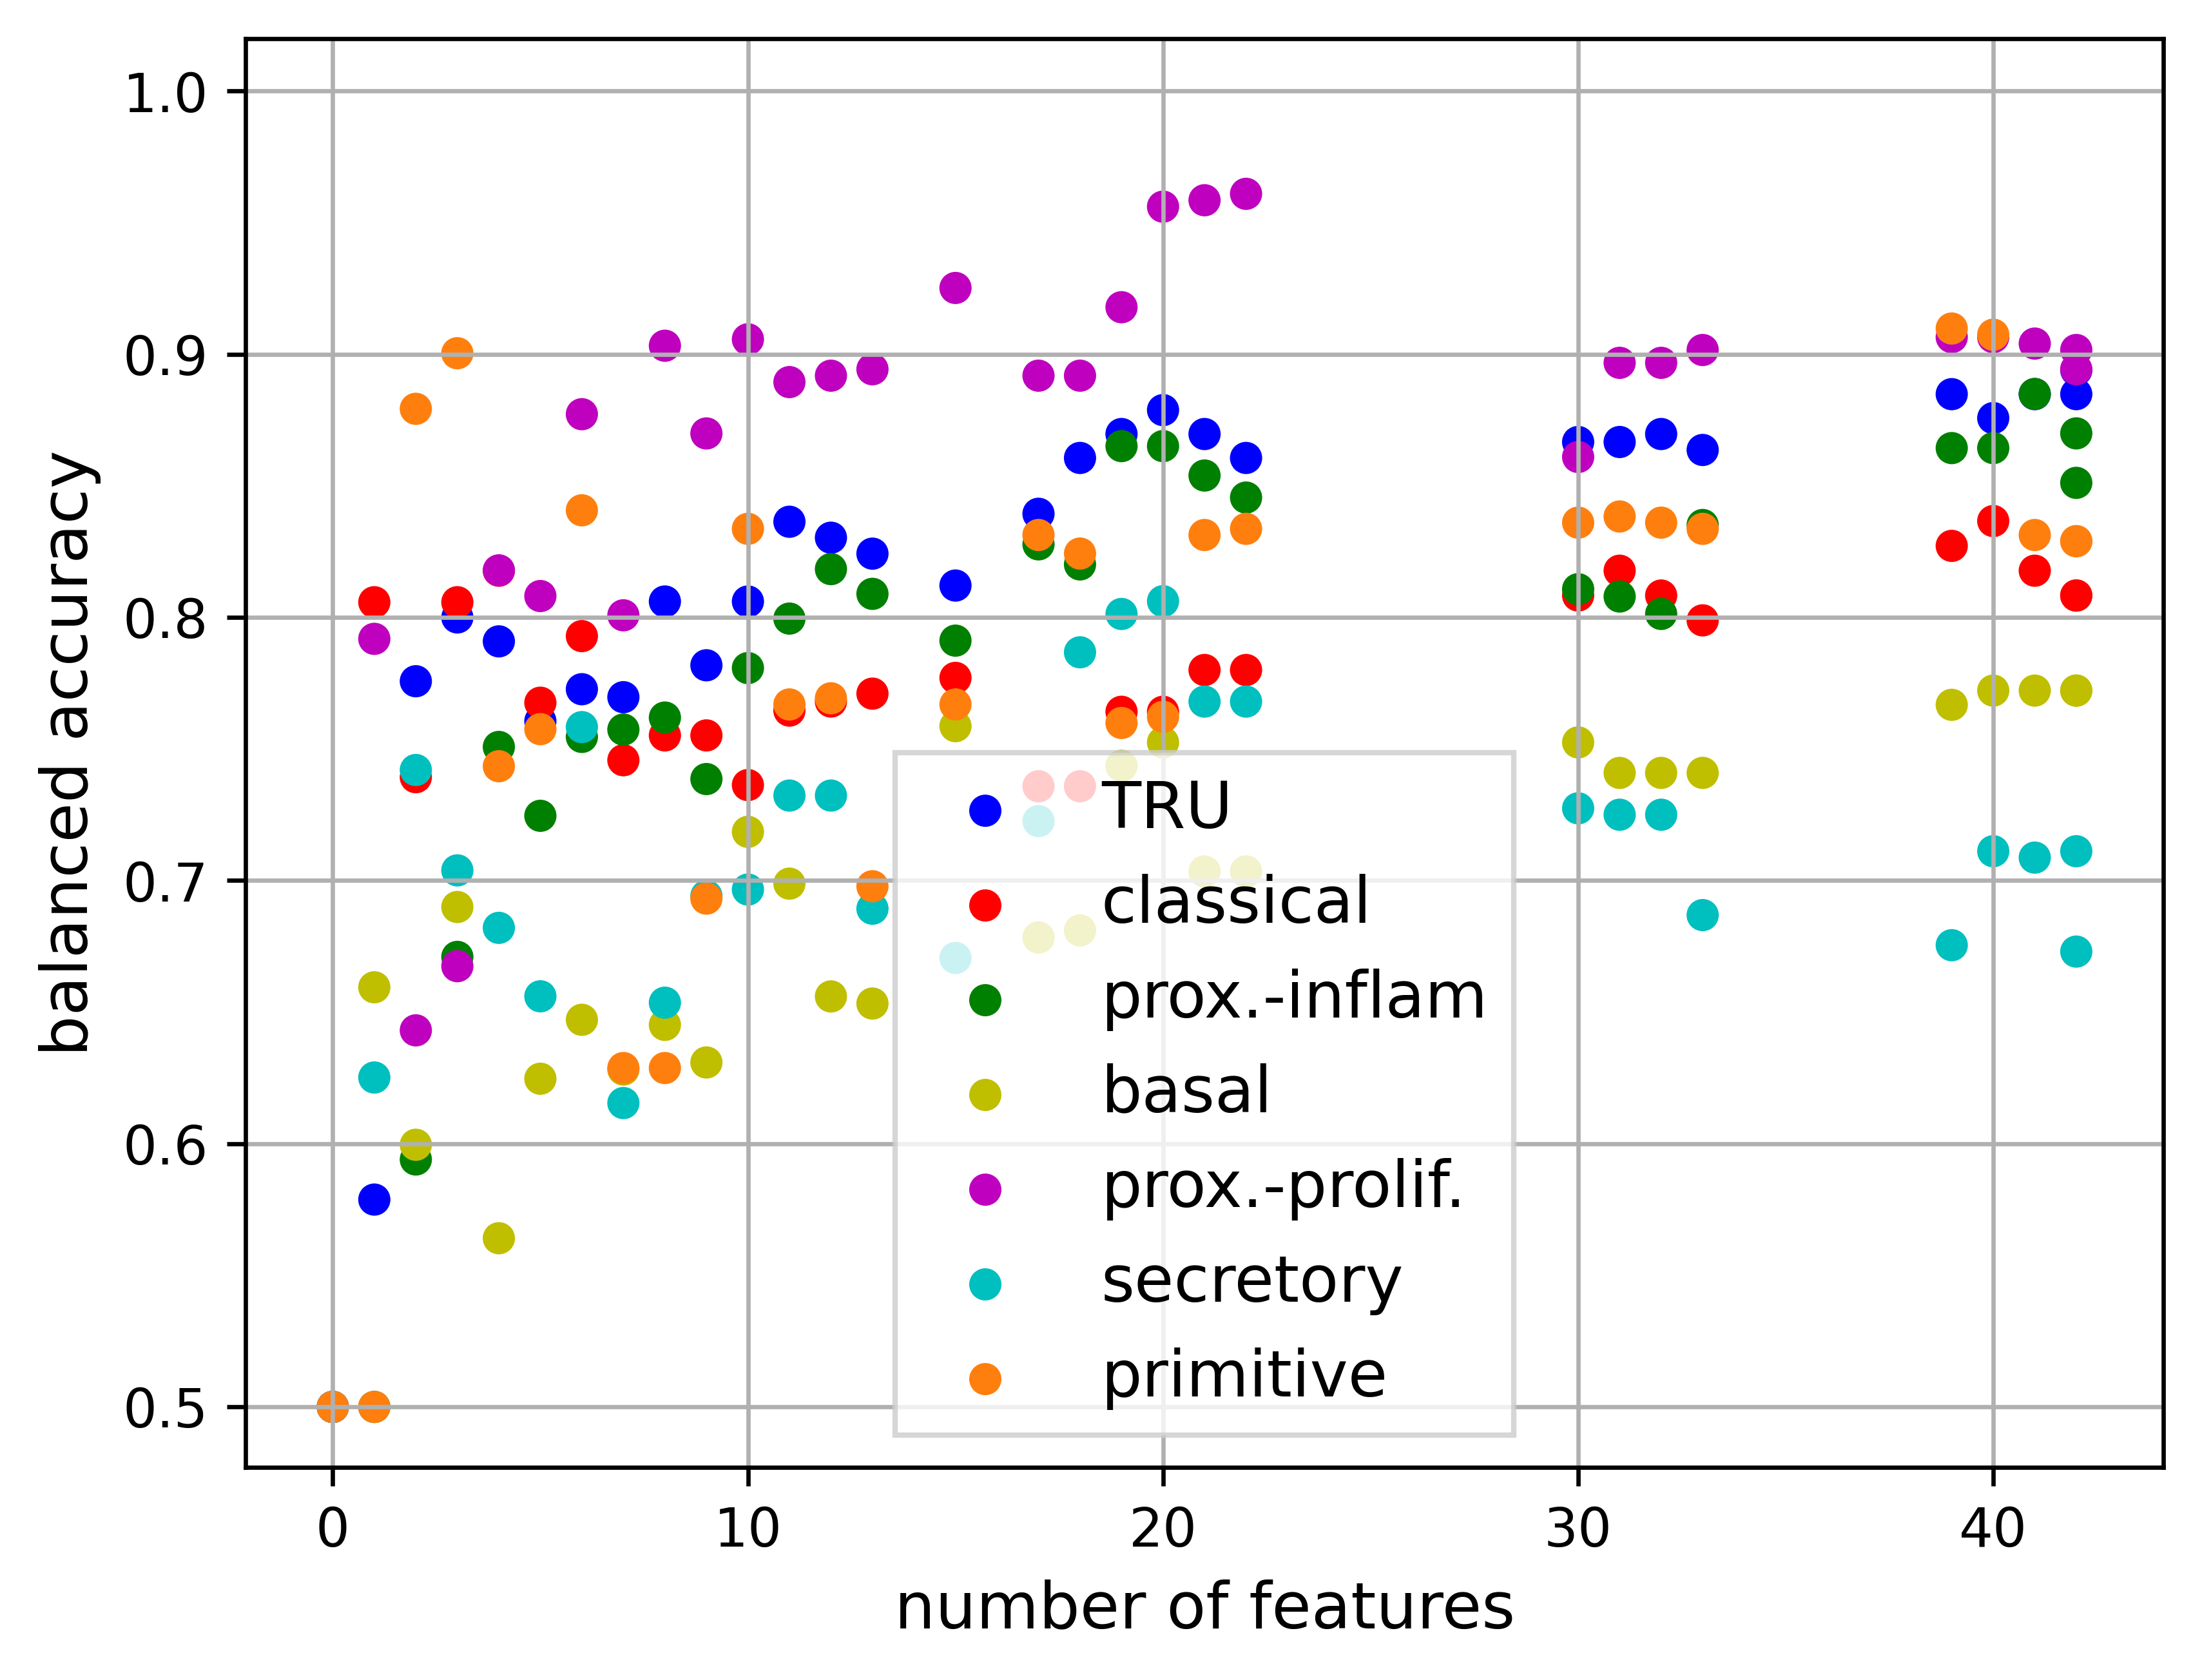 1.0
0.9
0.8
0.7
0.6
0.5
balanced accuracy
TRU
classical
prox.-inflam
basal
prox.-prolif.
secretory
primitive
0 10 20 30 40
number of features